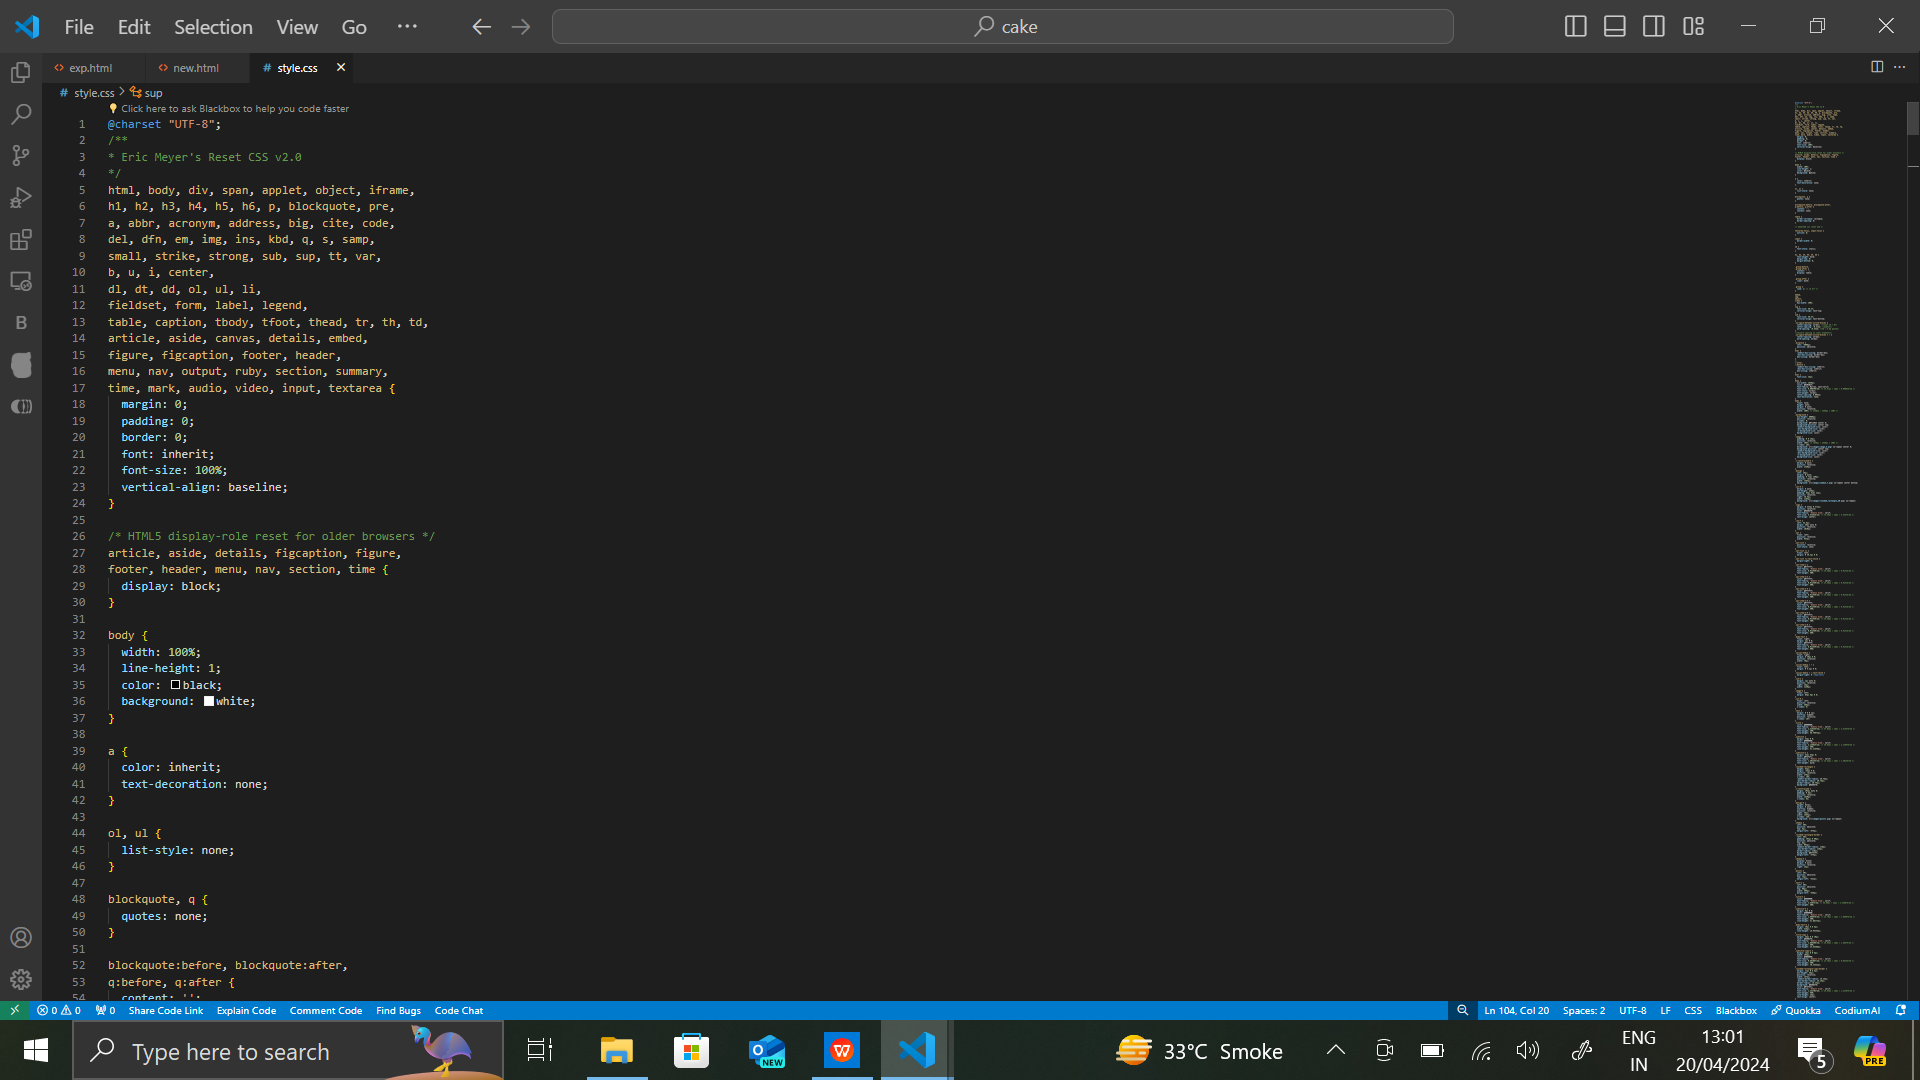 File Edit Selection View Go ···
cake
exp.html new.html # style.css
# style.css > sup
Click here to ask Blackbox to help you code faster
1 @charset "UTF-8";
2 /**
3 * Eric Meyer's Reset CSS v2.0
4 */
5 html, body, div, span, applet, object, iframe,
6 h1, h2, h3, h4, h5, h6, p, blockquote, pre,
7 a, abbr, acronym, address, big, cite, code,
8 del, dfn, em, img, ins, kbd, q, s, samp,
9 small, strike, strong, sub, sup, tt, var,
10 b, u, i, center,
11 dl, dt, dd, ol, ul, li,
12 fieldset, form, label, legend,
13 table, caption, tbody, tfoot, thead, tr, th, td,
14 article, aside, canvas, details, embed,
15 figure, figcaption, footer, header,
16 menu, nav, output, ruby, section, summary,
17 time, mark, audio, video, input, textarea {
18 margin: 0;
19 padding: 0;
20 border: 0;
21 font: inherit;
22 font-size: 100%;
23 vertical-align: baseline;
24 }
25
26 /* HTML5 display-role reset for older browsers */
27 article, aside, details, figcaption, figure,
28 footer, header, menu, nav, section, time {
29 display: block;
30 }
31
32 body {
33 width: 100%;
34 line-height: 1;
35 color: black;
36 background: white;
37 }
38
39 a {
40 color: inherit;
41 text-decoration: none;
42 }
43
44 ol, ul {
45 list-style: none;
46 }
47
48 blockquote, q {
49 quotes: none;
50 }
51
52 blockquote:before, blockquote:after,
53 q:before, q:after {
54 content: '';
0 0 0 Share Code Link Explain Code Comment Code Find Bugs Code Chat Ln 104, Col 20 Spaces: 2 UTF-8 LF CSS Blackbox Quokka CodiumAI
Type here to search
NEW
33°C Smoke
ENG
IN
13:01
20/04/2024
5
PRE